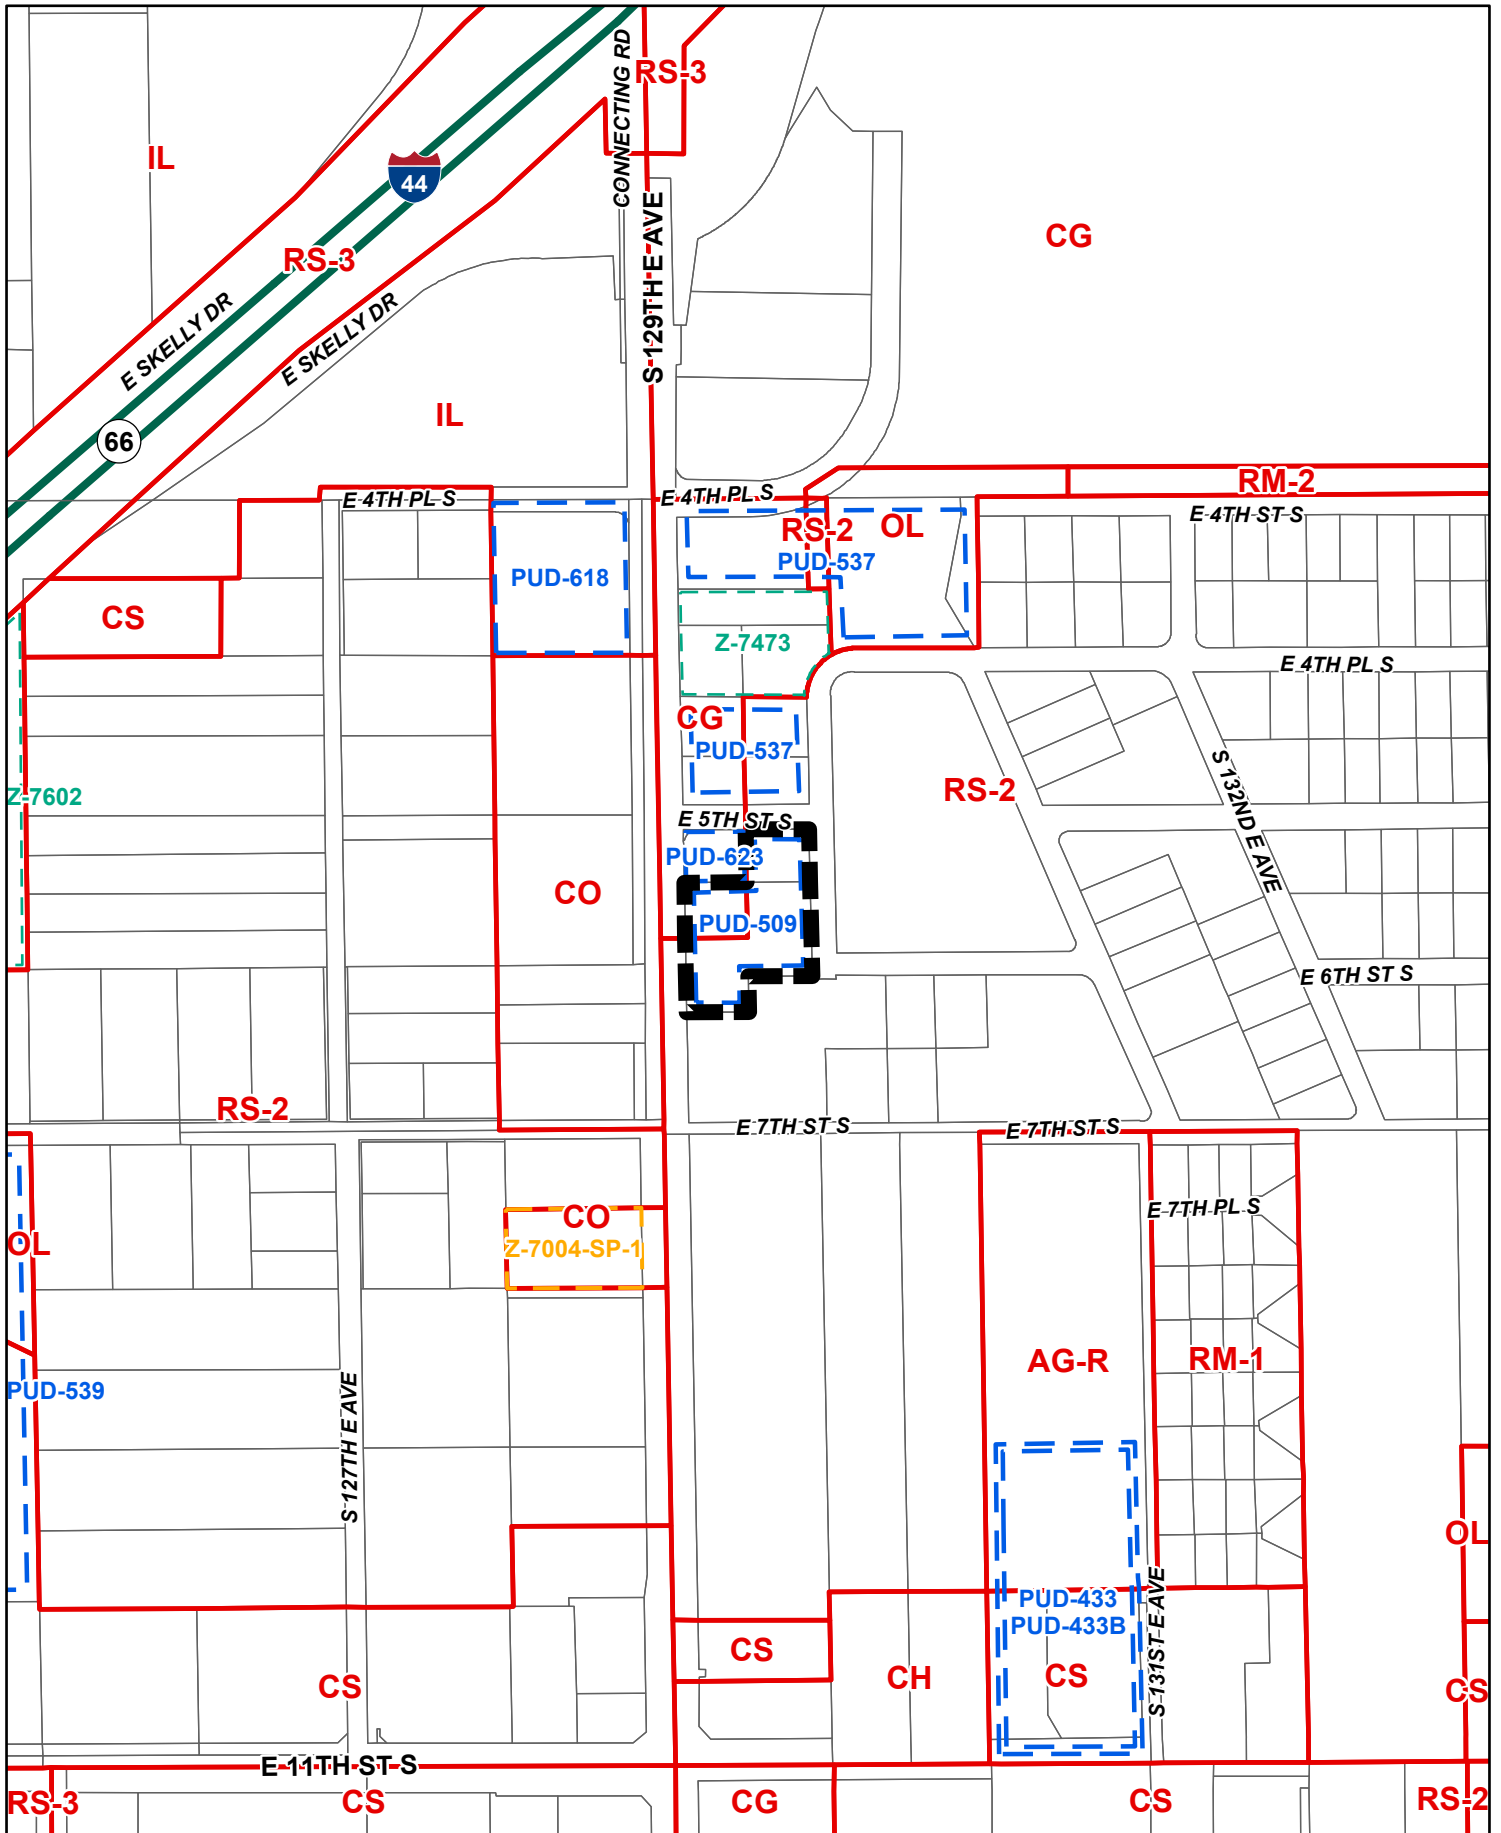 CONNECTING RD
RS-3
IL
44
S 129TH E AVE
CG
RS-3
E SKELLY DR
E SKELLY DR
IL
66
RM-2
E 4TH PL S
E 4TH PL S
E 4TH ST S
RS-2
OL
PUD-537
PUD-618
CS
Z-7473
E 4TH PL S
CG
PUD-537
RS-2
S 132ND E AVE
Z-7602
E 5TH ST S
PUD-623
CO
PUD-509
E 6TH ST S
RS-2
E 7TH ST S
E 7TH ST S
E 7TH PL S
CO
Z-7004-SP-1
OL
AG-R
RM-1
PUD-539
S 127TH E AVE
OL
PUD-433
PUD-433B
S 131ST E AVE
CS
CH
CS
CS
CS
E 11TH ST S
RS-3
CS
CG
CS
RS-2